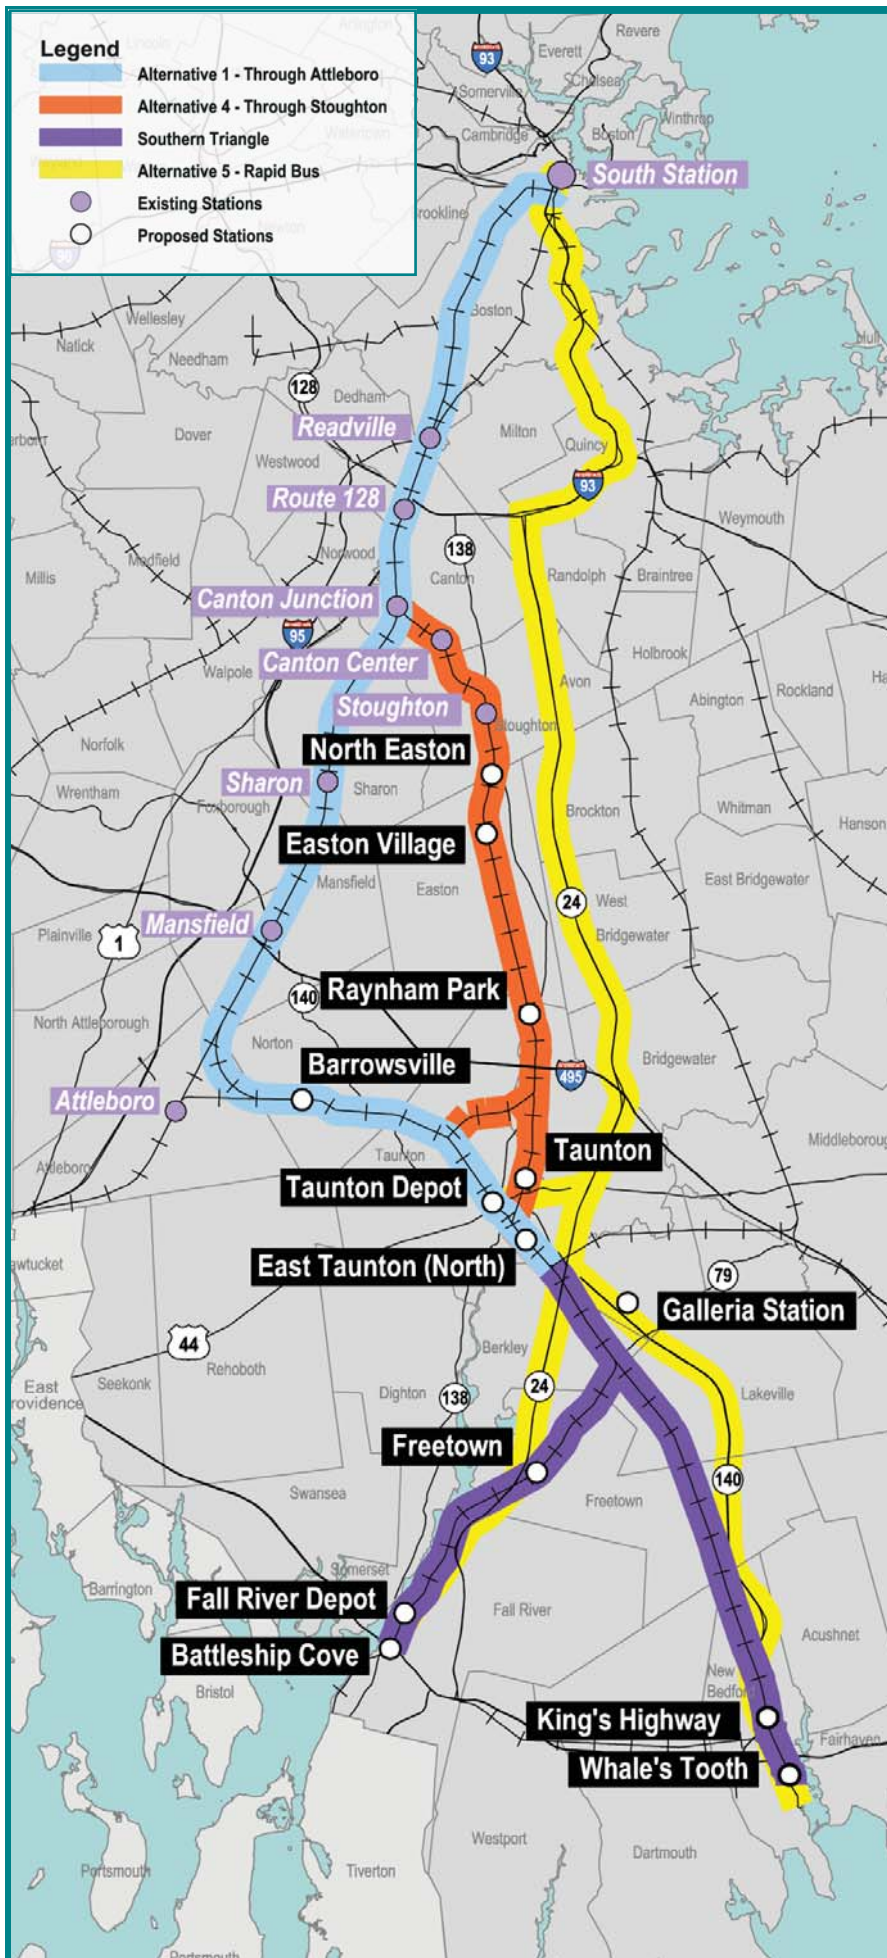 Legend
Alternative 1 - Through Attleboro
Alternative 4 - Through Stoughton
Southern Triangle
Alternative 5 - Rapid Bus
Existing Stations
Proposed Stations
Revere
Arlington
Lincoln
93
Everett
Somerville
Chelsea
Winthrop
Watertown
Cambridge
Boston
South Station
Newton
Brookline
90
Boston
Wellesley
Natick
Hull
Needham
128
Dedham
Readville
Milton
Dover
Quincy
Westwood
93
Route 128
Weymouth
Norwood
138
Medfield
Millis
Canton
Randolph
Braintree
Canton Junction
95
Canton Center
Walpole
Holbrook
Avon
Rockland
Abington
Stoughton
Stoughton
Norfolk
North Easton
Sharon
Sharon
Wrentham
Foxborough
Brockton
Whitman
Hanson
Easton Village
Mansfield
Easton
East Bridgewater
24
West
Bridgewater
Mansfield
Plainville
1
Raynham Park
140
North Attleborough
Norton
Barrowsville
Bridgewater
495
Attleboro
Middleborough
Taunton
Taunton
Attleboro
Taunton Depot
East Taunton (North)
79
Galleria Station
44
Berkley
Rehoboth
Seekonk
East
Providence
Dighton
138
24
Lakeville
Freetown
140
Swansea
Freetown
Somerset
Barrington
Fall River Depot
Fall River
Acushnet
Battleship Cove
New
Bedford
Bristol
King's Highway
Fairhaven
Whale's Tooth
Westport
Dartmouth
Portsmouth
Tiverton
Portsmouth